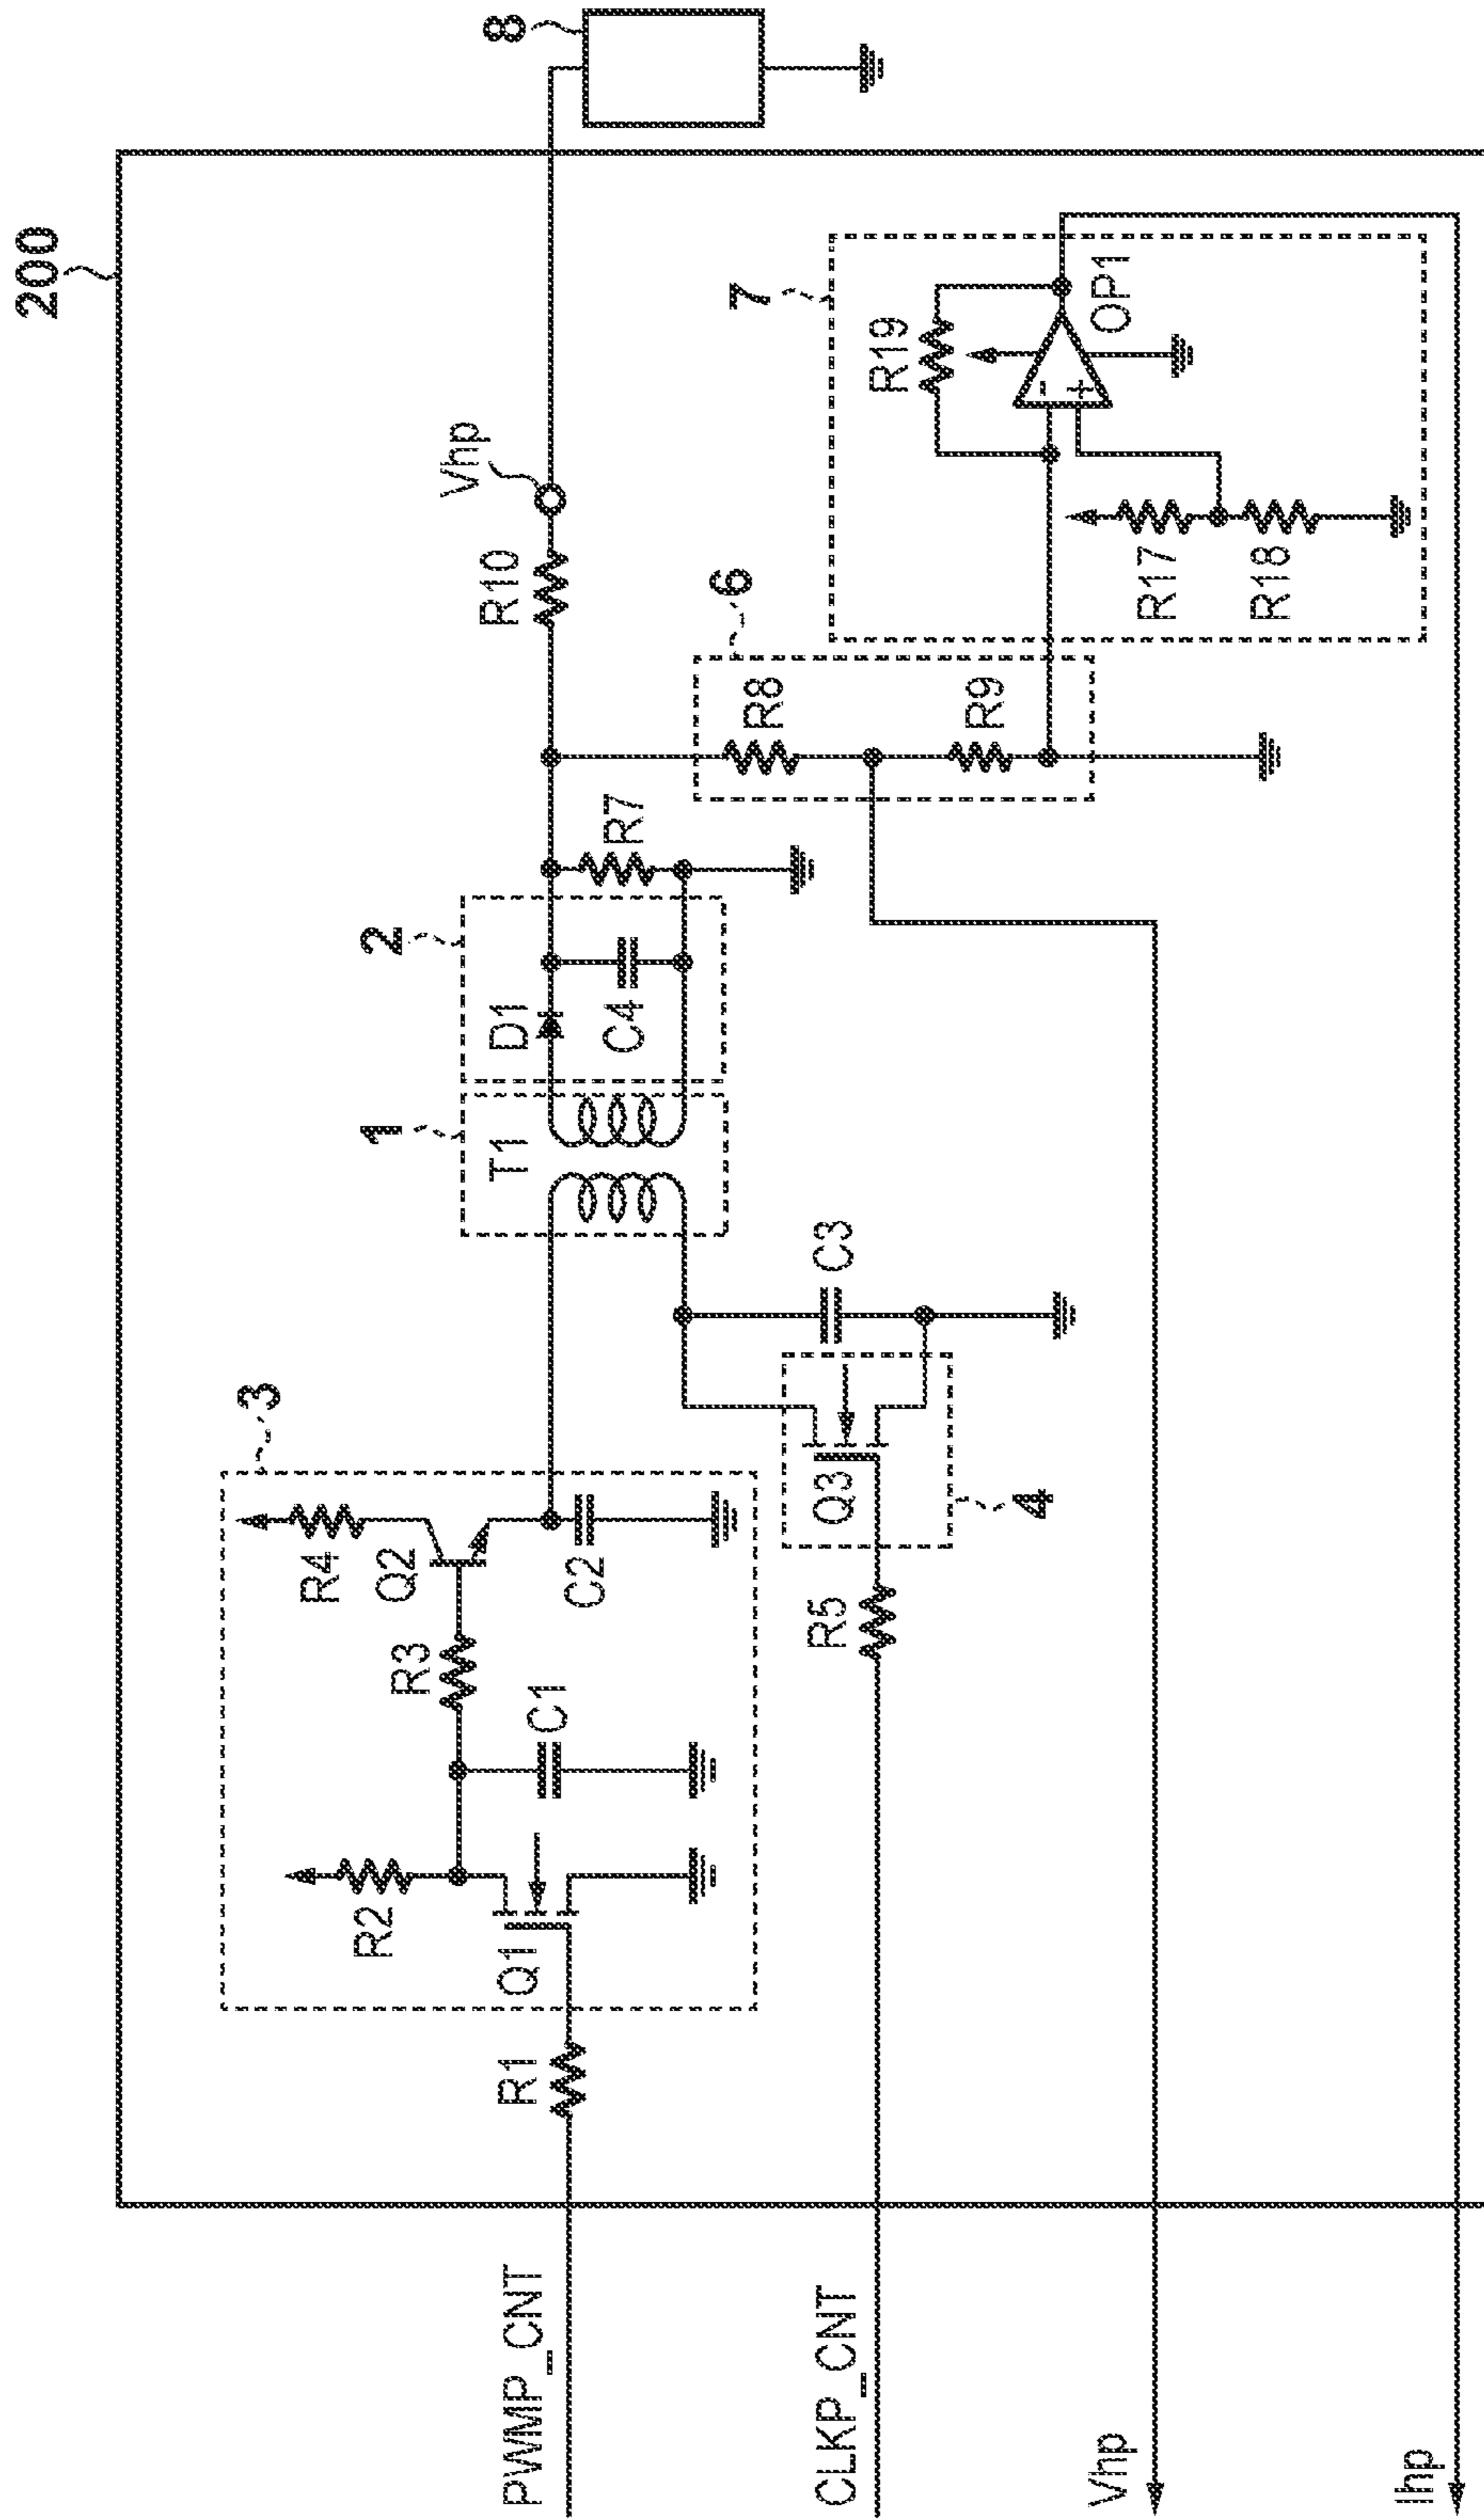 200
8
3
R4
Q2
R3
R2
C1
C2
Q1
R1
PWMP_CNT
1
T1
2
D1
C4
R7
R10
Vhp
C3
4
Q3
R5
CLKP_CNT
6
R8
R9
7
R19
OP1
R17
R18
Vhp
Ihp